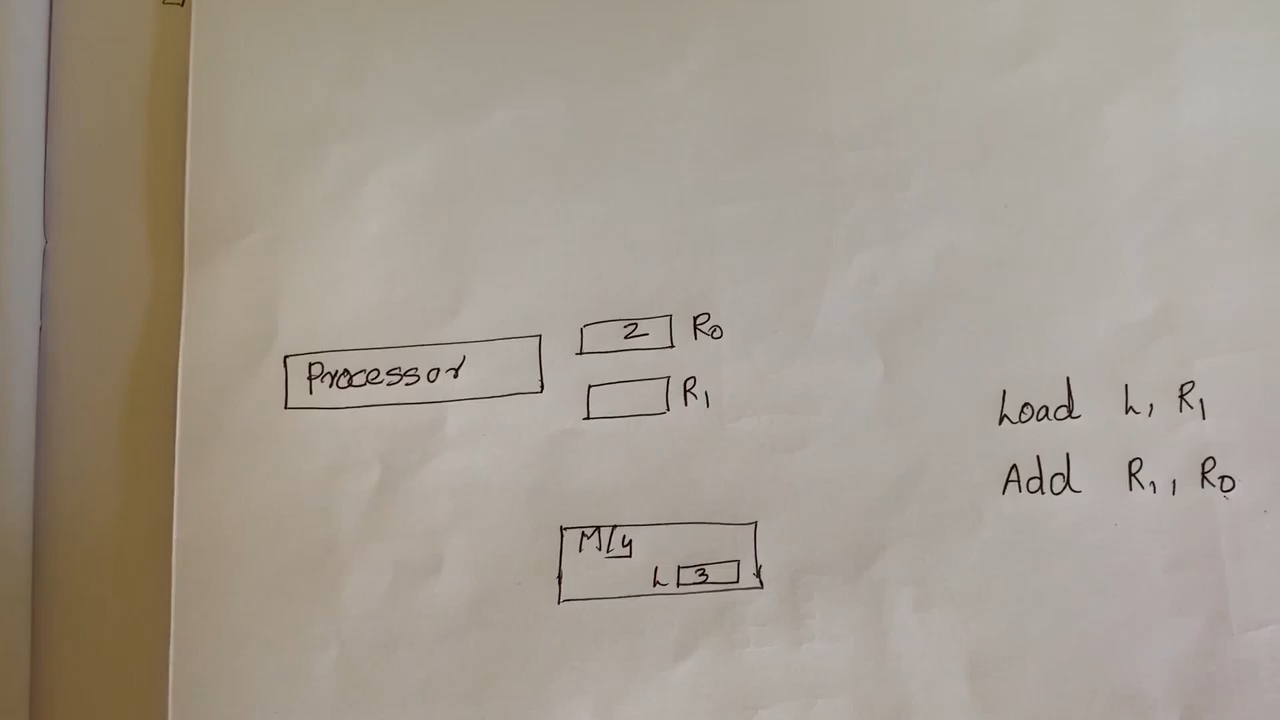 Processor
2 R0
R1
M/y
L 3
Load L, R1
Add R1, R0